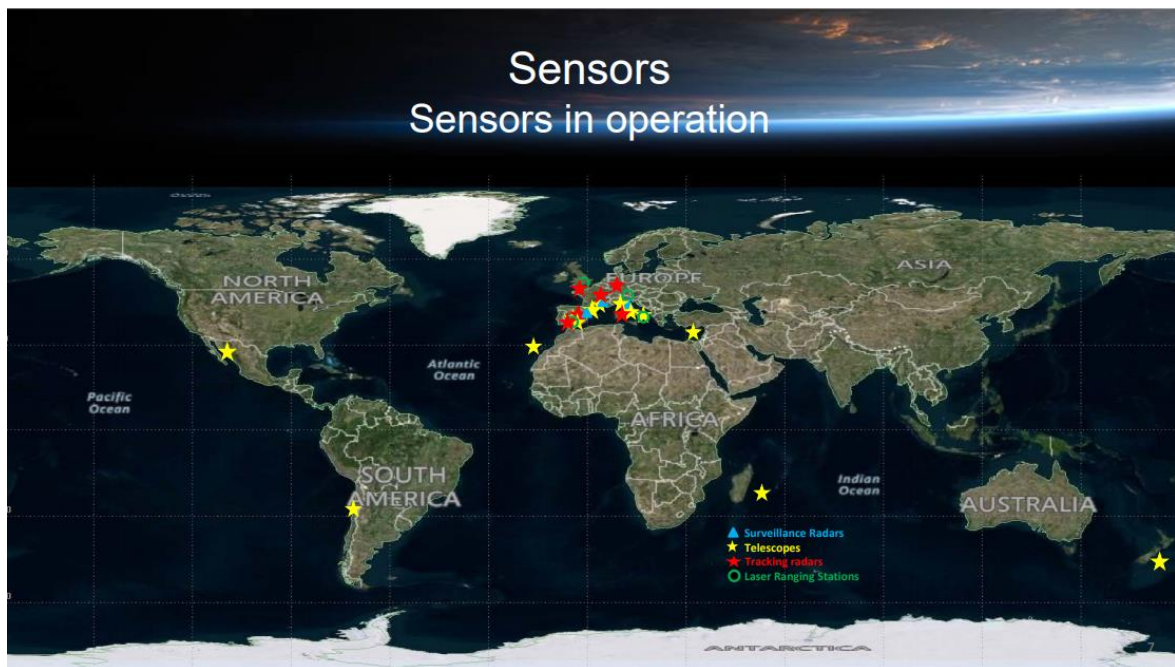 Sensors
Sensors in operation
NORTH
AMERICA
EUROPE
ASIA
Atlantic
Ocean
Pacific
Ocean
AFRICA
SOUTH
AMERICA
Indian
Ocean
AUSTRALIA
Surveillance Radars
Telescopes
Tracking radars
Laser Ranging Stations
ANTARCTICA
7